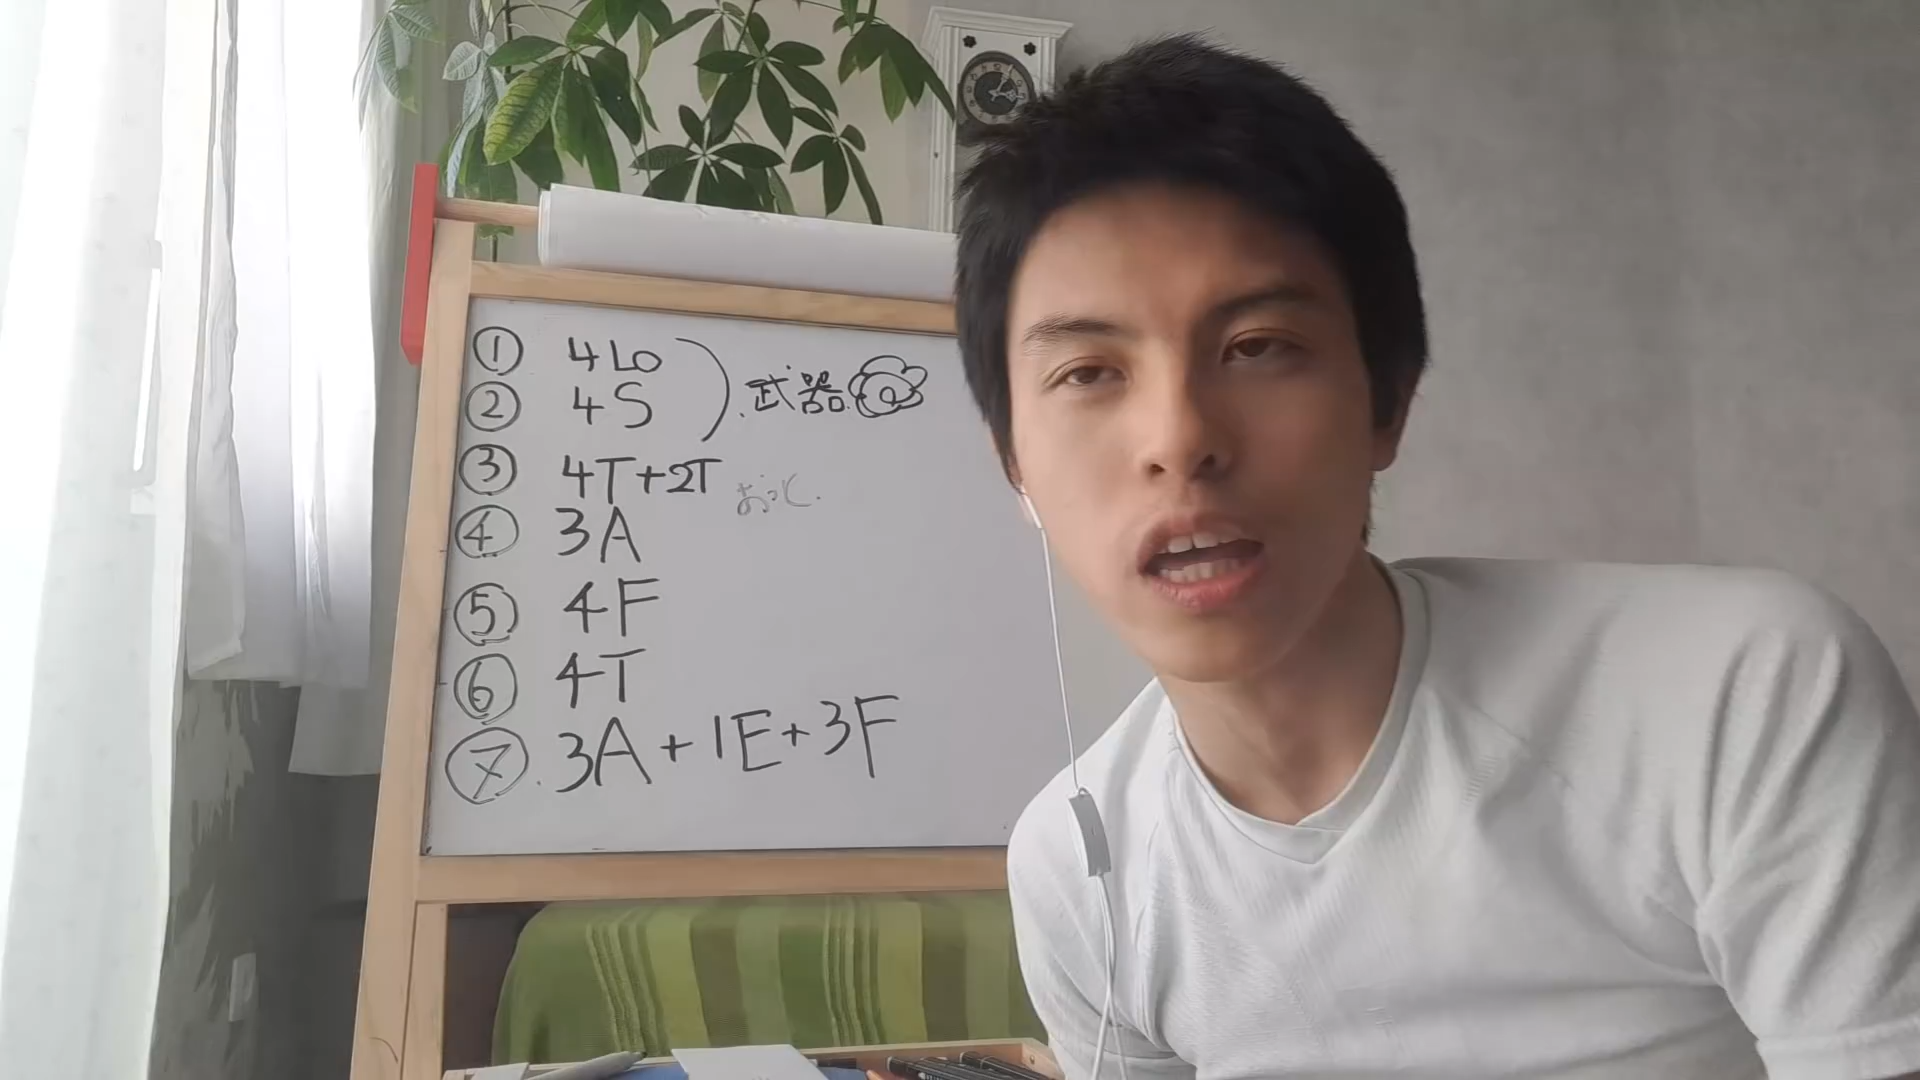 ① 4Lo
② 4S
武器
③ 4T+2T
④ 3A
⑤ 4F
⑥ 4T
⑦ 3A+1E+3F